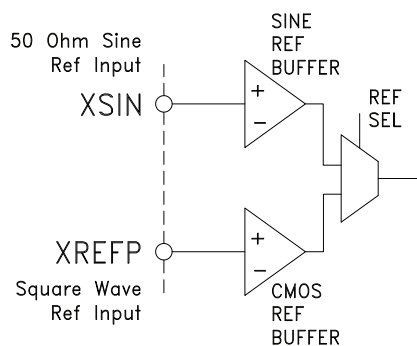 50 Ohm Sine
Ref Input
XSIN
SINE
REF
BUFFER
+
−
REF
SEL
XREFP
Square Wave
Ref Input
+
−
CMOS
REF
BUFFER